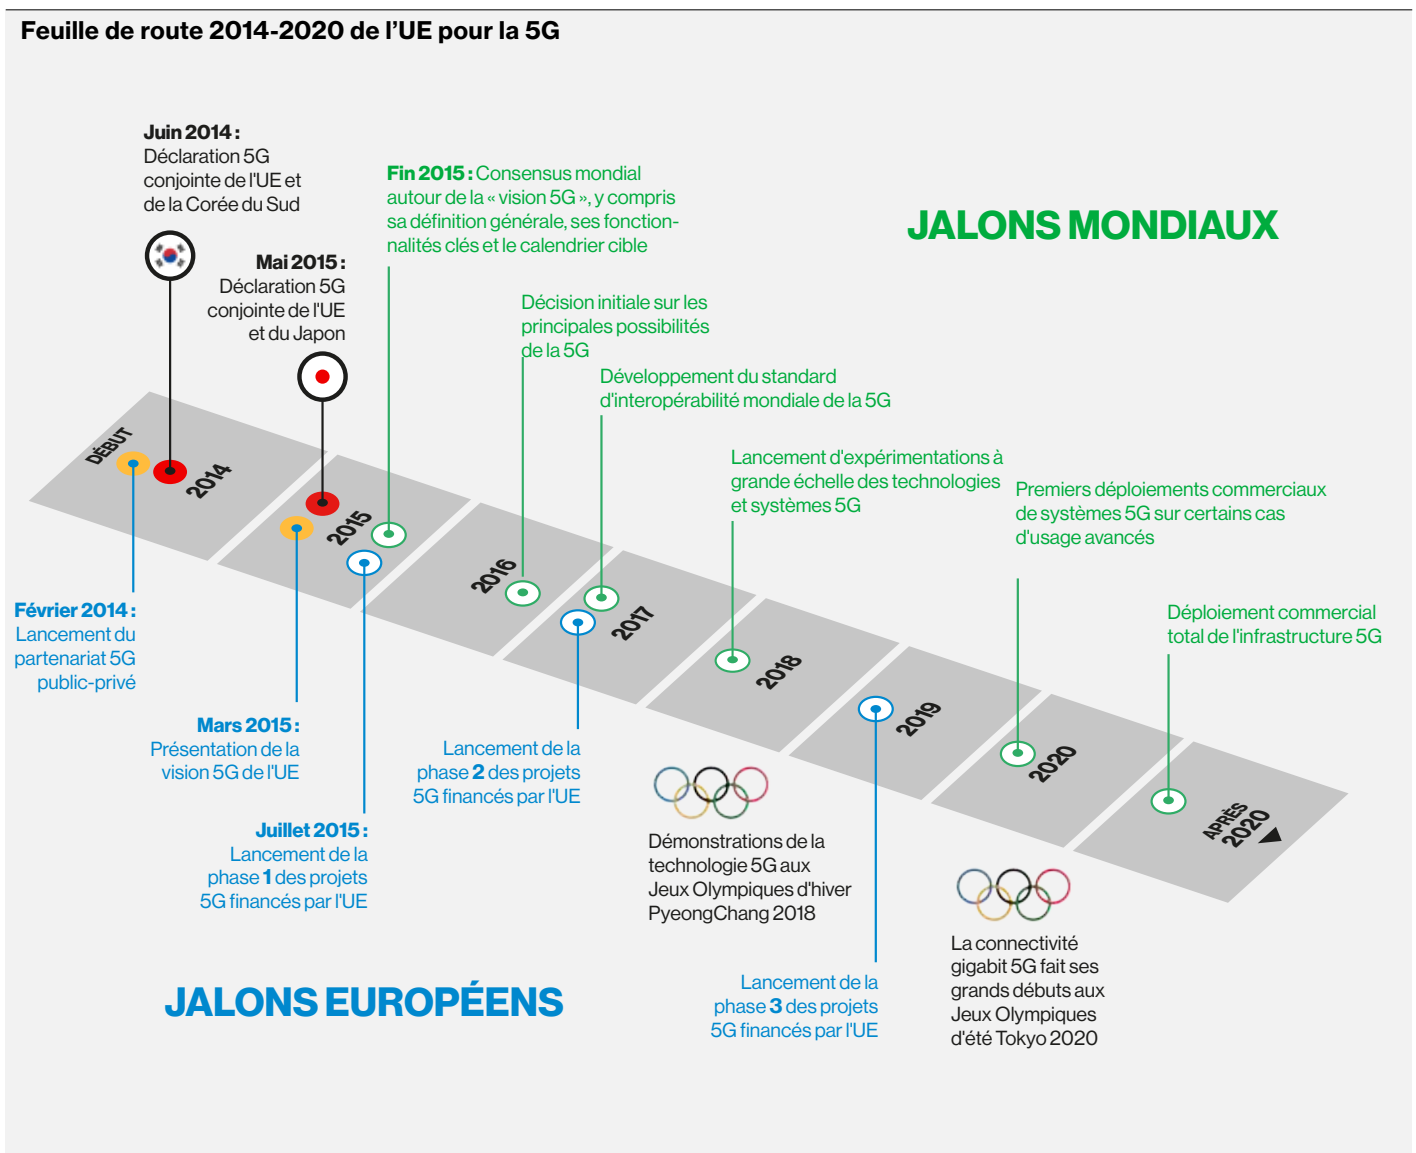 Feuille de route 2014-2020 de l’UE pour la 5G
Juin 2014 :
Déclaration 5G
conjointe de l'UE et
de la Corée du Sud
Fin 2015 : Consensus mondial
autour de la « vision 5G », y compris
sa définition générale, ses fonction-
nalités clés et le calendrier cible
JALONS MONDIAUX
Mai 2015 :
Déclaration 5G
conjointe de l'UE
et du Japon
Décision initiale sur les
principales possibilités
de la 5G
Développement du standard
d'interopérabilité mondiale de la 5G
Lancement d'expérimentations à
grande échelle des technologies
et systèmes 5G
Premiers déploiements commerciaux
de systèmes 5G sur certains cas
d'usage avancés
Déploiement commercial
total de l'infrastructure 5G
DÉBUT
2014
2015
2016
2017
2018
2019
2020
APRÈS
2020
Février 2014 :
Lancement du
partenariat 5G
public-privé
Mars 2015 :
Présentation de la
vision 5G de l'UE
Juillet 2015 :
Lancement de la
phase 1 des projets
5G financés par l'UE
Lancement de la
phase 2 des projets
5G financés par l'UE
Démonstrations de la
technologie 5G aux
Jeux Olympiques d'hiver
PyeongChang 2018
Lancement de la
phase 3 des projets
5G financés par l'UE
La connectivité
gigabit 5G fait ses
grands débuts aux
Jeux Olympiques
d'été Tokyo 2020
JALONS EUROPÉENS